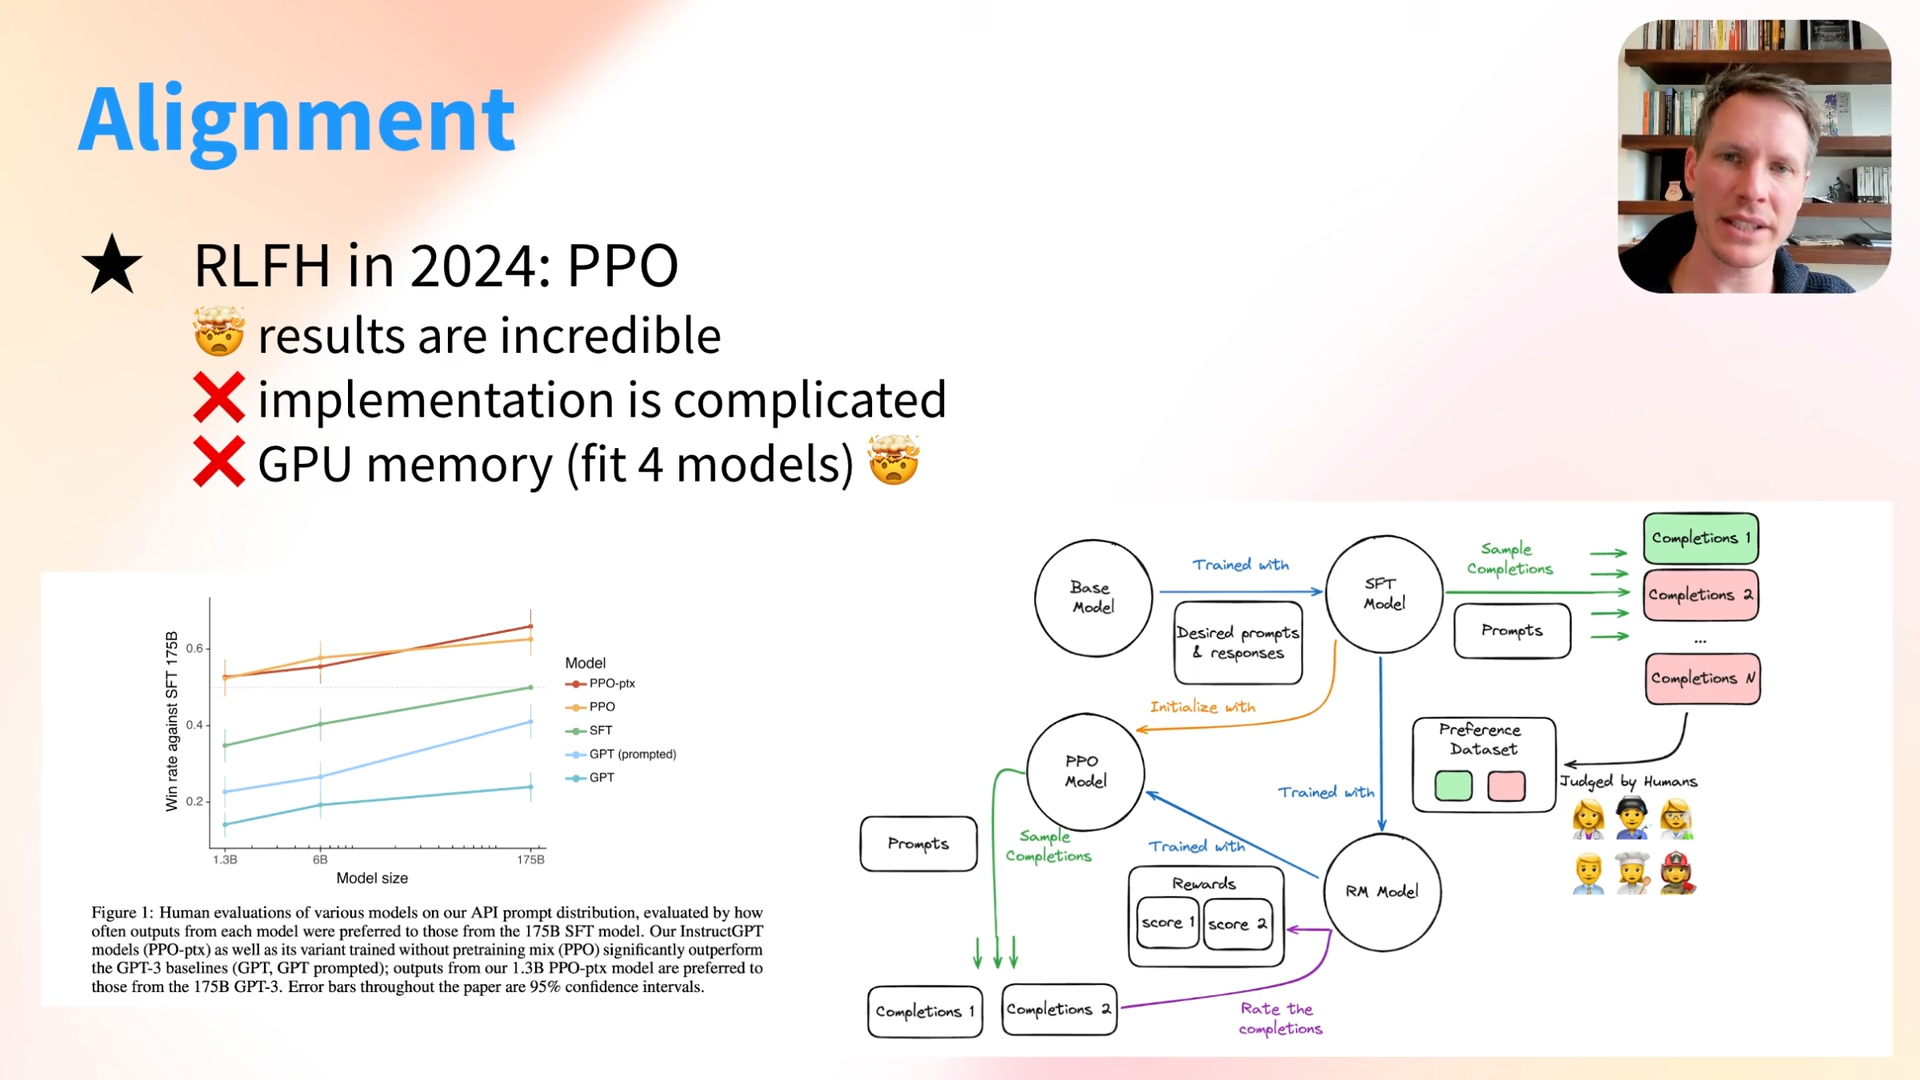 Alignment
★ RLFH in 2024: PPO
🤯 results are incredible
❌ implementation is complicated
❌ GPU memory (fit 4 models) 🤯
Win rate against SFT 175B
0.6
0.4
0.2
1.3B 6B 175B
Model size
Model
PPO-ptx
PPO
SFT
GPT (prompted)
GPT
Figure 1: Human evaluations of various models on our API prompt distribution, evaluated by how
often outputs from each model were preferred to those from the 175B SFT model. Our InstructGPT
models (PPO-ptx) as well as its variant trained without pretraining mix (PPO) significantly outperform
the GPT-3 baselines (GPT, GPT prompted); outputs from our 1.3B PPO-ptx model are preferred to
those from the 175B GPT-3. Error bars throughout the paper are 95% confidence intervals.
Base
Model
Trained with
Desired prompts
& responses
SFT
Model
Sample
Completions
Prompts
Completions 1
Completions 2
...
Completions N
Initialize with
Preference
Dataset
Judged by Humans
PPO
Model
Trained with
Prompts
Sample
Completions
Trained with
Rewards
score 1 score 2
RM Model
Completions 1
Completions 2
Rate the
completions